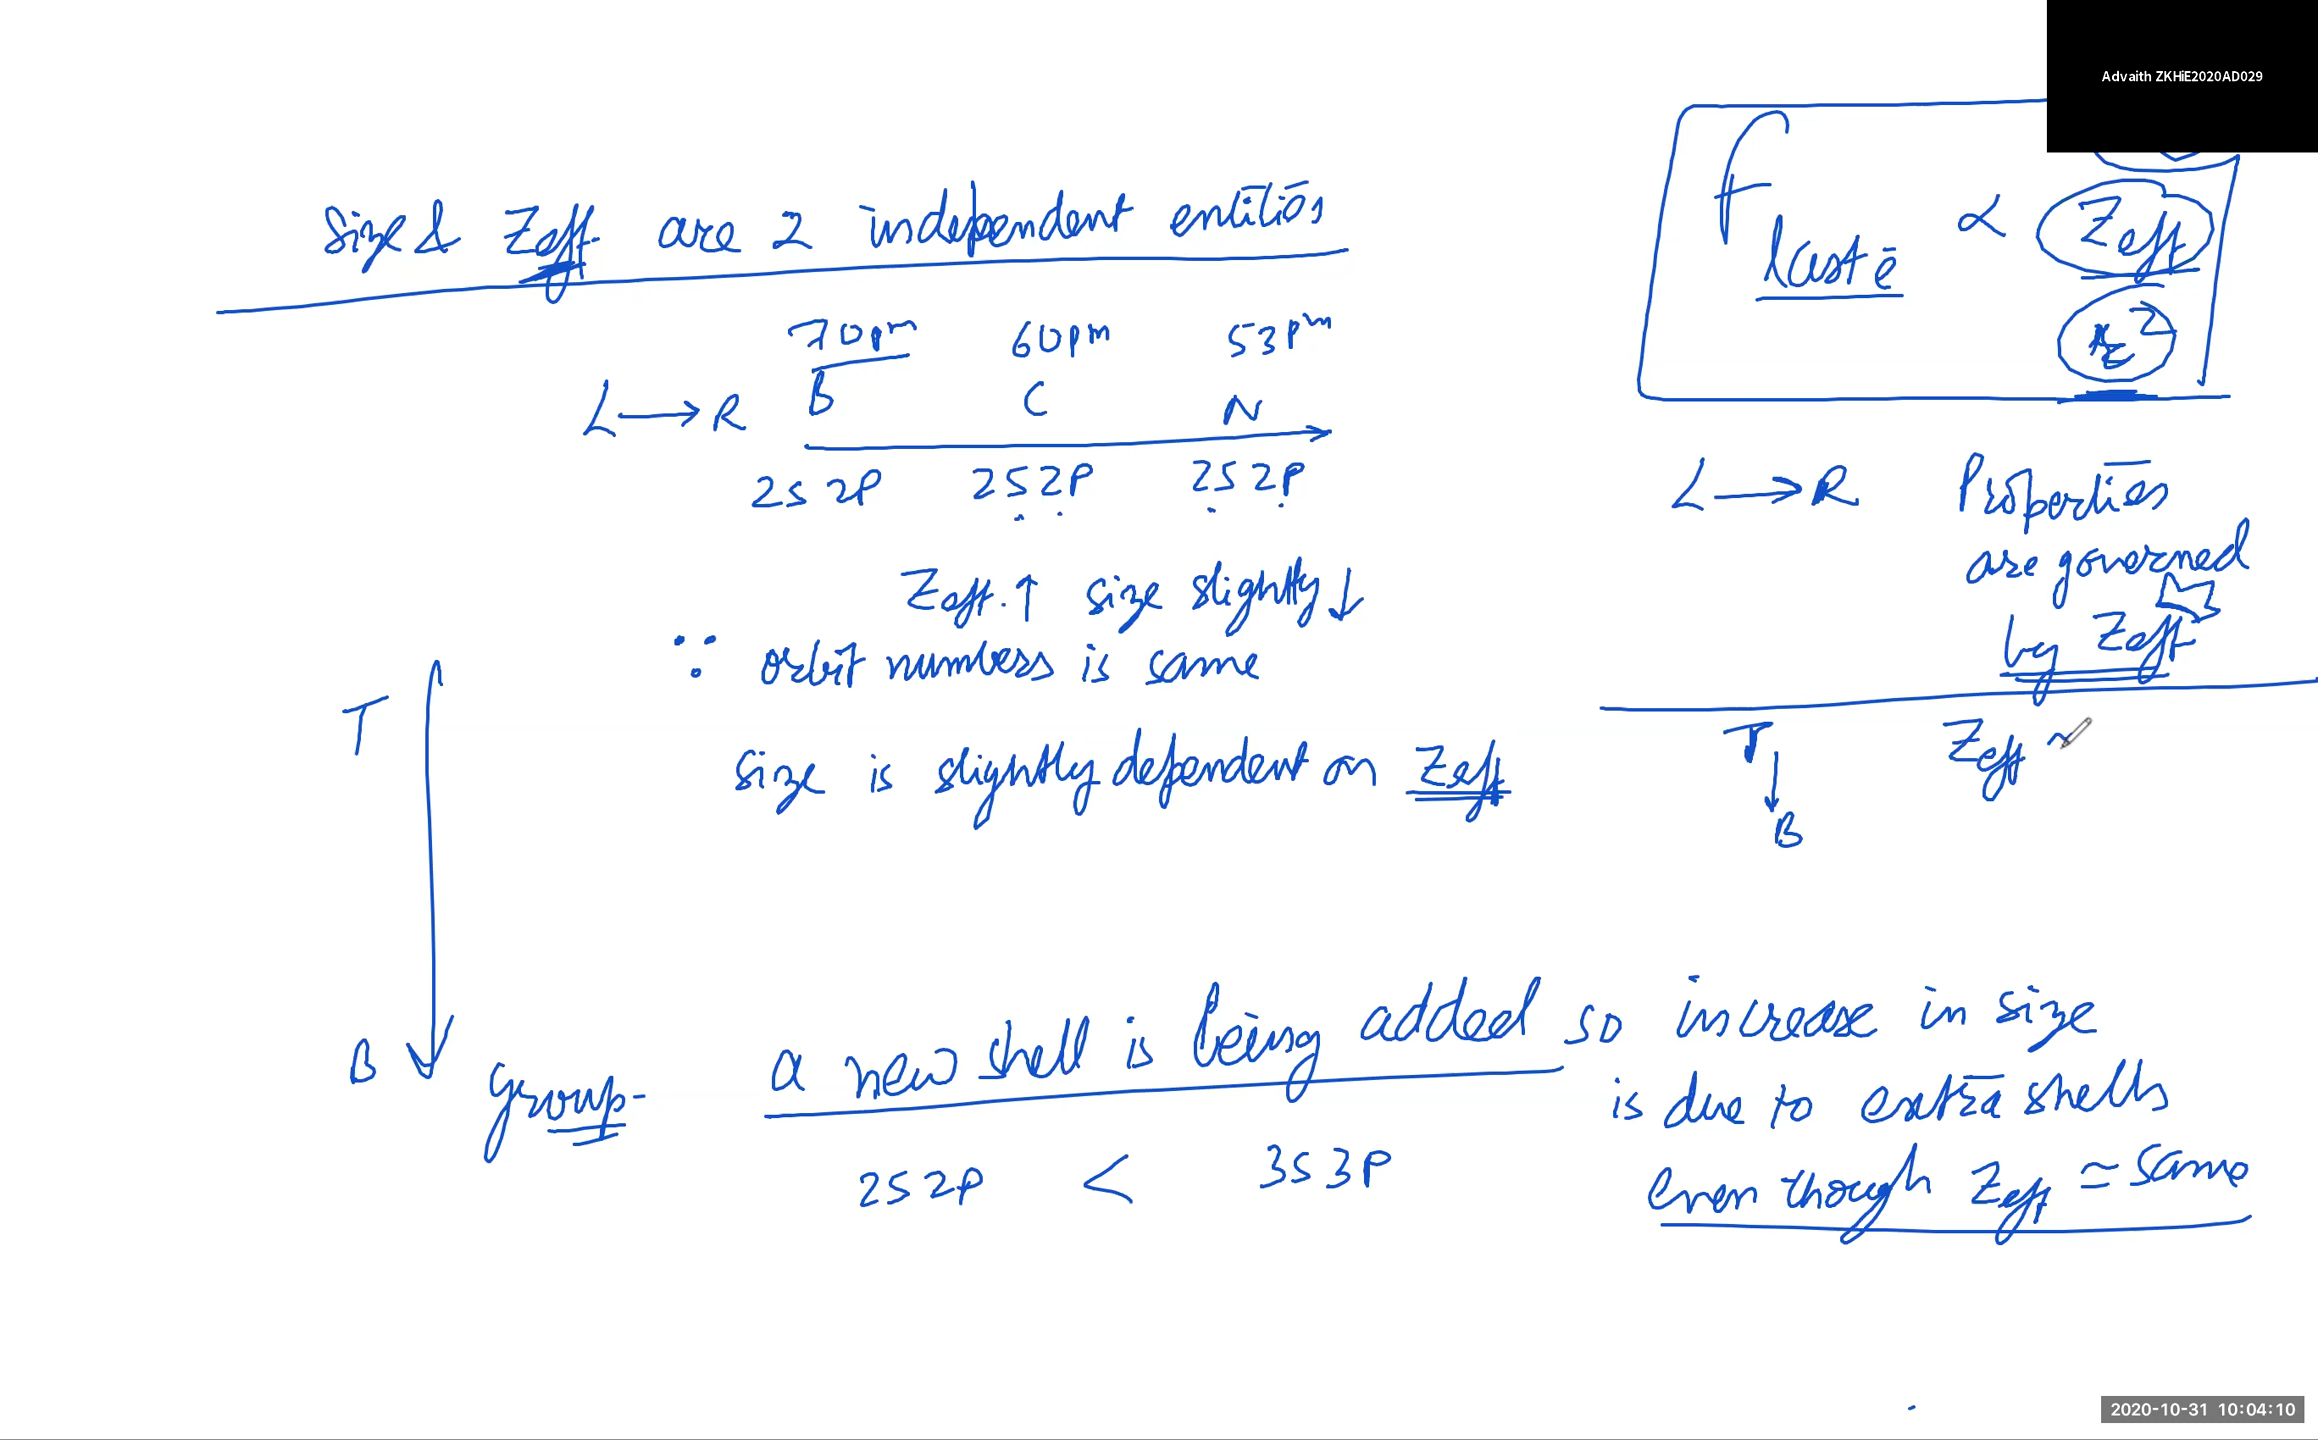 Advaith ZKHiE2020AD029
Size & Zeff are 2 independent entities
F last e ∝ Zeff
r²
70pm 60pm 53pm
L → R B C N
2s 2p 2s 2p 2s 2p
L → R Properties
are governed
by Zeff
Zeff. ↑ size slightly ↓
∵ orbit numbers is same
T
size is slightly dependent on Zeff
T Zeff ~
B
a new shell is being added so increase in size
B group- is due to extra shells
2s 2p < 3s 3p even though Zeff ≃ same
2020-10-31 10:04:10